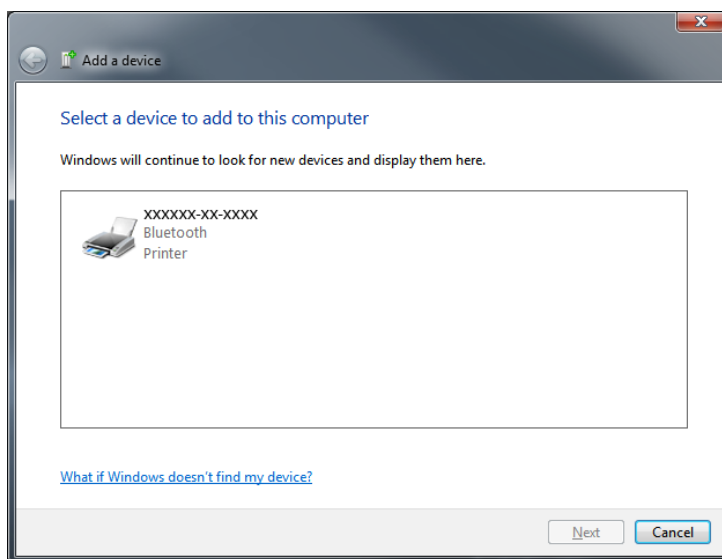 Add a device
Select a device to add to this computer
Windows will continue to look for new devices and display them here.
XXXXXX-XX-XXXX
Bluetooth
Printer
What if Windows doesn't find my device?
Next
Cancel